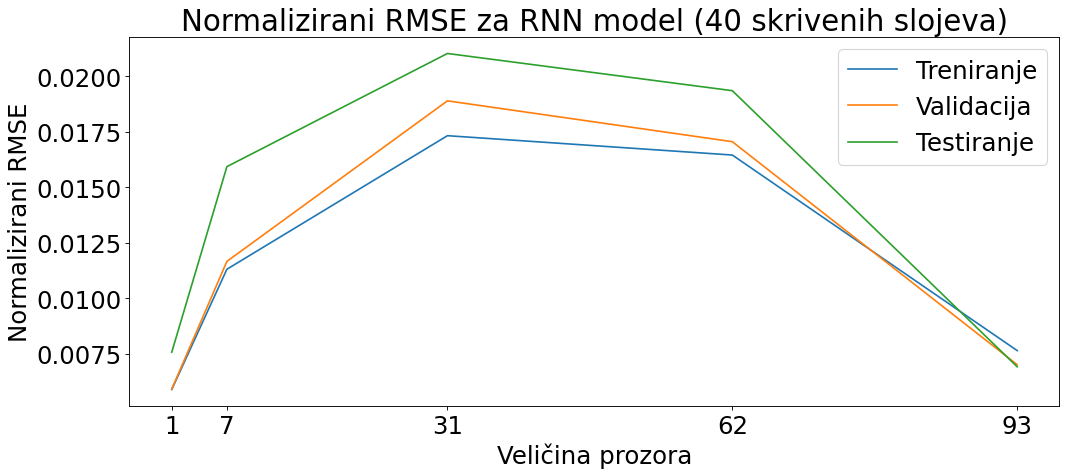 Normalizirani RMSE za RNN model (40 skrivenih slojeva)
Normalizirani RMSE
0.0200
0.0175
0.0150
0.0125
0.0100
0.0075
Treniranje
Validacija
Testiranje
1 7 31 62 93
Veličina prozora